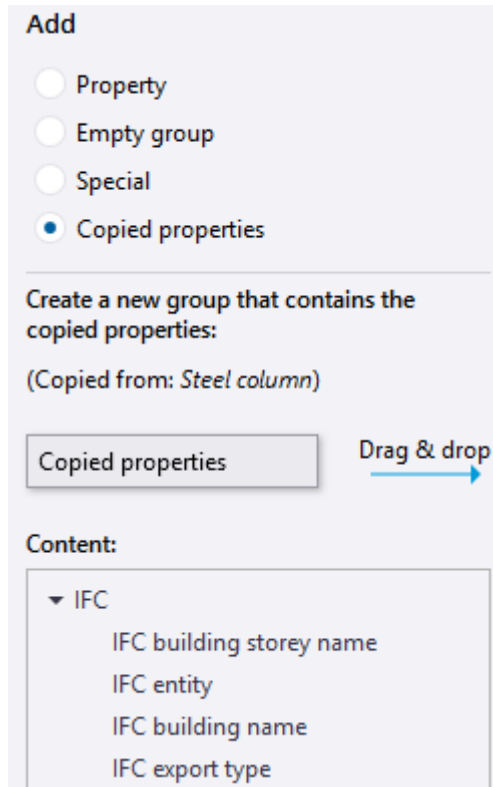 Add
Property
Empty group
Special
Copied properties
Create a new group that contains the
copied properties:
(Copied from: Steel column)
Copied properties
Drag & drop
Content:
IFC
IFC building storey name
IFC entity
IFC building name
IFC export type